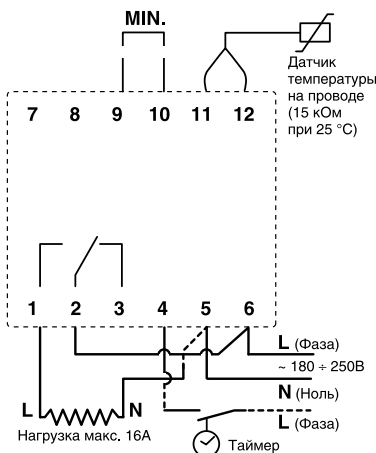 MIN.
Датчик
температуры
на проводе
(15 кОм
при 25 °C)
7 8 9 10 11 12
1 2 3 4 5 6
L (Фаза)
~ 180 ÷ 250В
N (Ноль)
L N
L (Фаза)
Нагрузка макс. 16А
Таймер